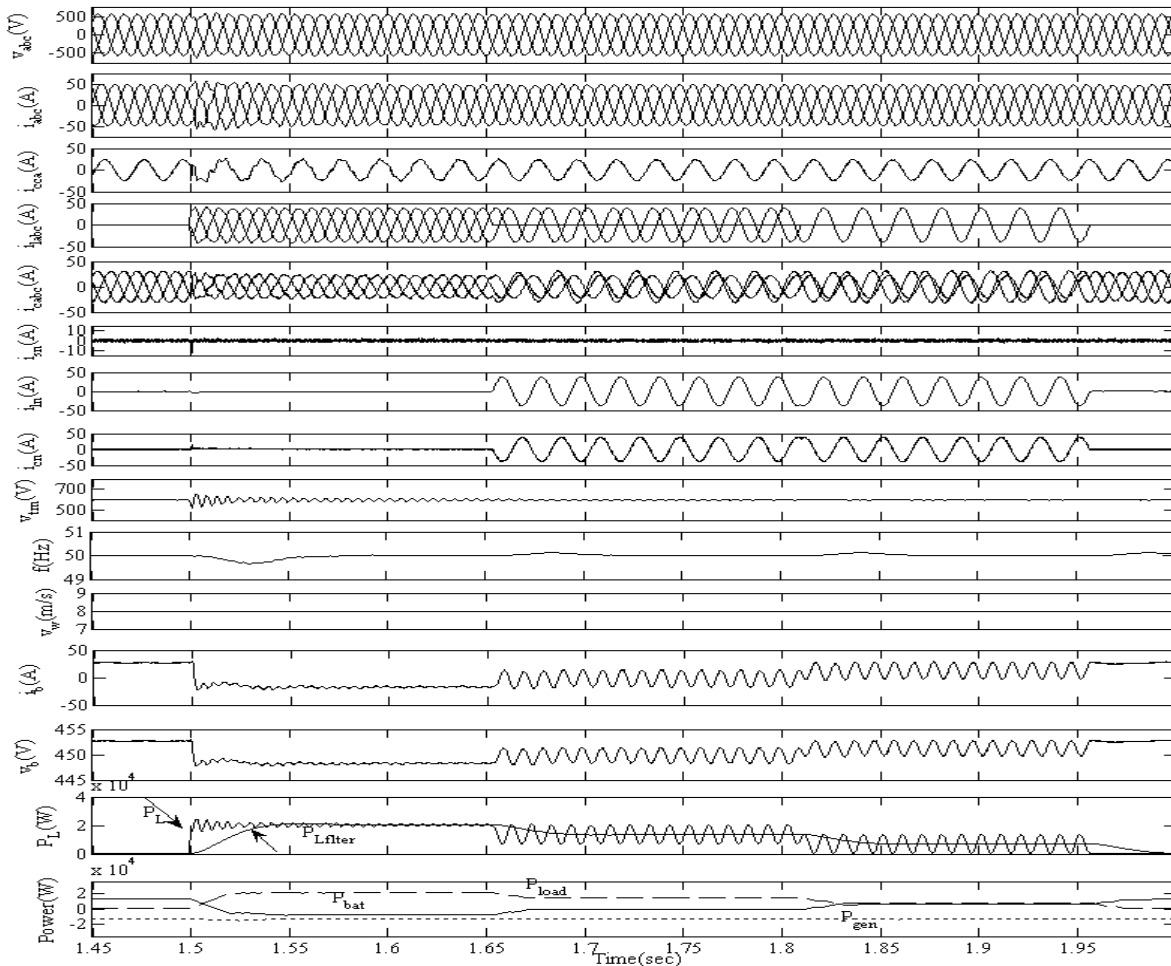 v_abc(V)
500
0
-500
i_abc(A)
50
0
-50
i_cca(A)
50
0
-50
i_labc(A)
50
0
-50
i_cabc(A)
50
0
-50
i_sn(A)
10
0
-10
i_ln(A)
50
0
-50
i_cn(A)
50
0
-50
v_tm(V)
700
500
f(Hz)
51
50
49
v_w(m/s)
9
8
7
i_b(A)
50
0
-50
v_b(V)
455
450
445
x 10^4
P_L(W)
4
2
0
P_L
P_Lflter
x 10^4
Power(W)
2
0
-2
P_load
P_bat
P_gen
1.45 1.5 1.55 1.6 1.65 1.7 1.75 1.8 1.85 1.9 1.95
Time(sec)